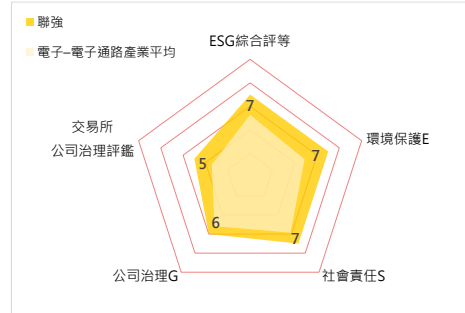 聯強
電子–電子通路產業平均
ESG綜合評等
7
環境保護E
7
社會責任S
7
公司治理G
6
交易所
公司治理評鑑
5